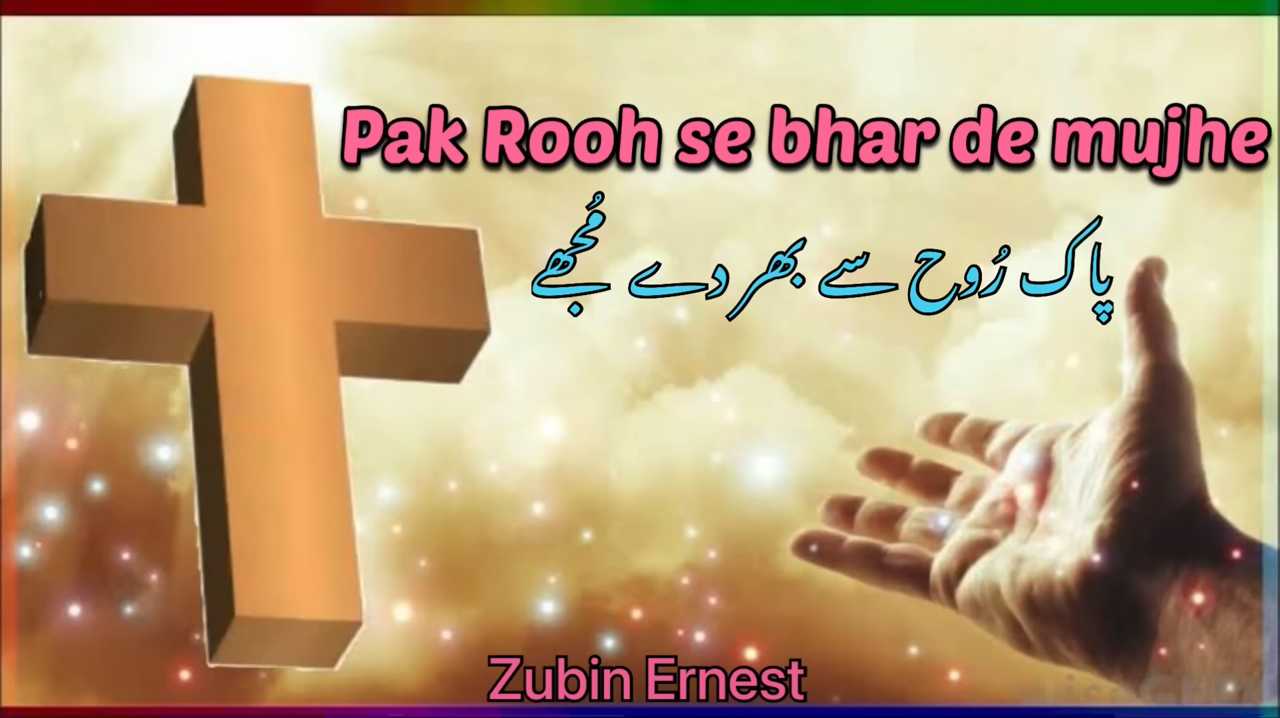 Pak Rooh se bhar de mujhe
پاک رُوح سے بھر دے مُجھے
Zubin Ernest